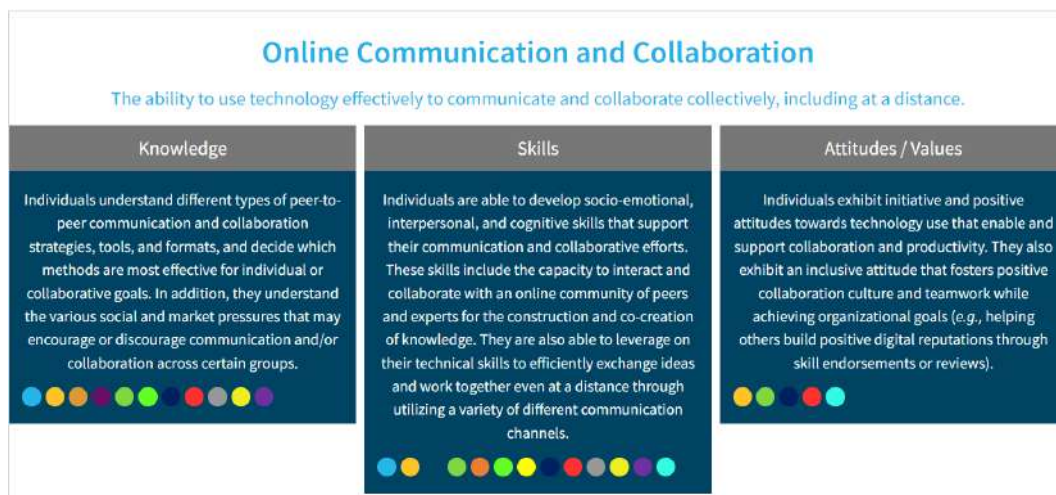 Online Communication and Collaboration
The ability to use technology effectively to communicate and collaborate collectively, including at a distance.
Knowledge
Individuals understand different types of peer-to-
peer communication and collaboration
strategies, tools, and formats, and decide which
methods are most effective for individual or
collaborative goals. In addition, they understand
the various social and market pressures that may
encourage or discourage communication and/or
collaboration across certain groups.
Skills
Individuals are able to develop socio-emotional,
interpersonal, and cognitive skills that support
their communication and collaborative efforts.
These skills include the capacity to interact and
collaborate with an online community of peers
and experts for the construction and co-creation
of knowledge. They are also able to leverage on
their technical skills to efficiently exchange ideas
and work together even at a distance through
utilizing a variety of different communication
channels.
Attitudes / Values
Individuals exhibit initiative and positive
attitudes towards technology use that enable and
support collaboration and productivity. They also
exhibit an inclusive attitude that fosters positive
collaboration culture and teamwork while
achieving organizational goals (e.g., helping
others build positive digital reputations through
skill endorsements or reviews).